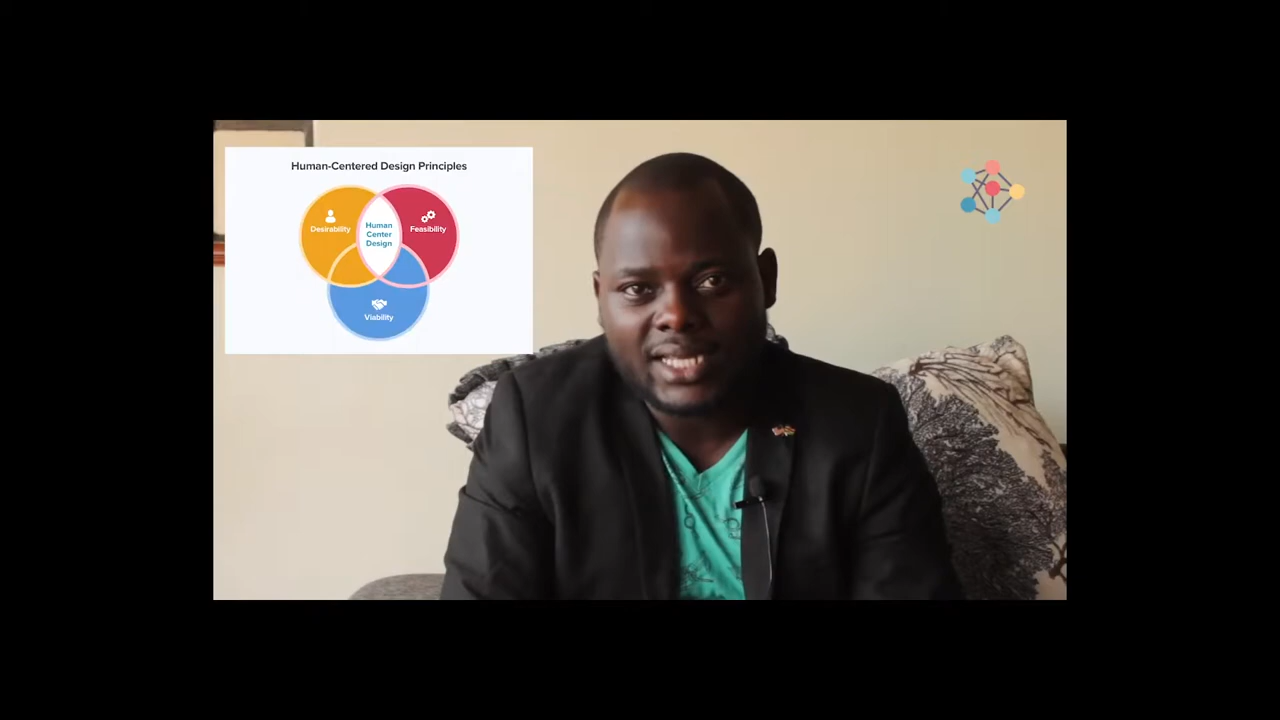 Human-Centered Design Principles
Desirability
Human
Center
Design
Feasibility
Viability